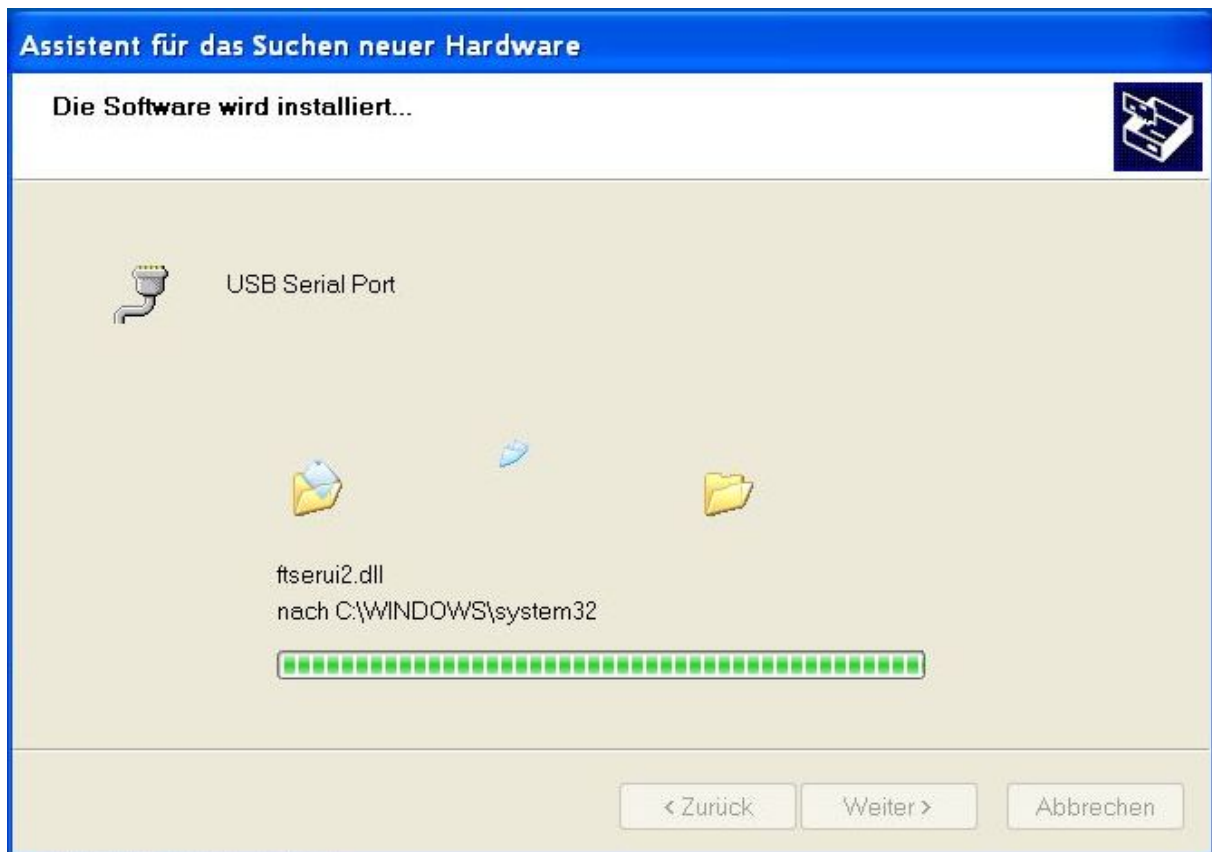 Assistent für das Suchen neuer Hardware
Die Software wird installiert...
USB Serial Port
ftserui2.dll
nach C:\WINDOWS\system32
< Zurück
Weiter >
Abbrechen